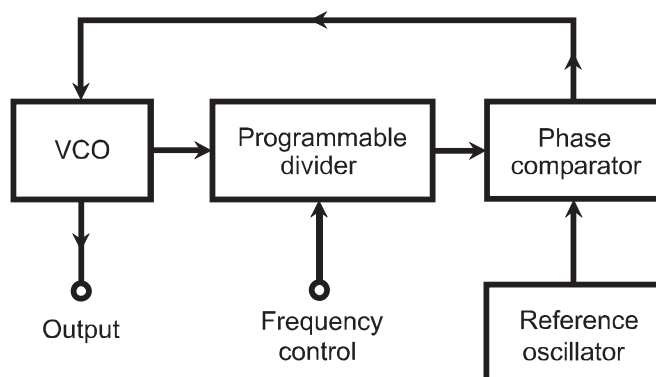 VCO
Programmable
divider
Phase
comparator
Output
Frequency
control
Reference
oscillator